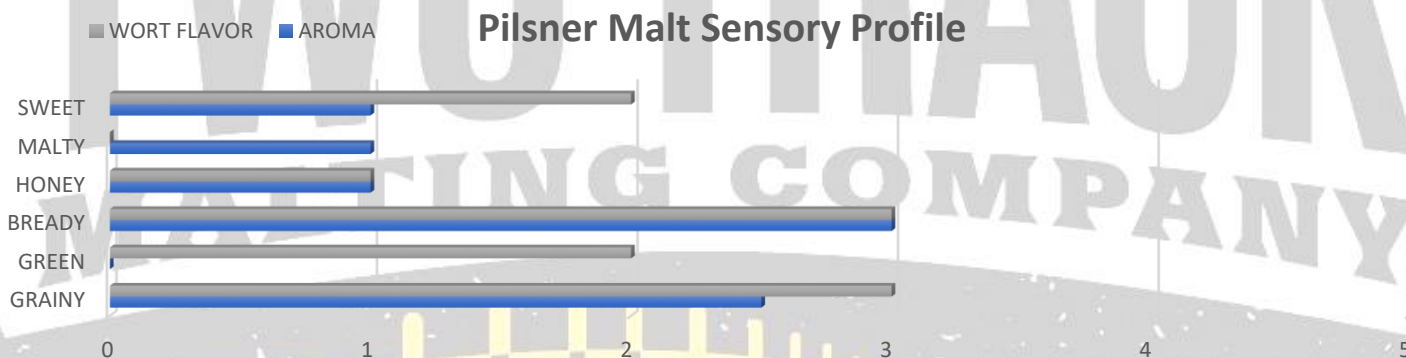 WORT FLAVOR AROMA
Pilsner Malt Sensory Profile
SWEET
MALTY
HONEY
BREADY
GREEN
GRAINY
0 1 2 3 4 5
MALTING COMPANY